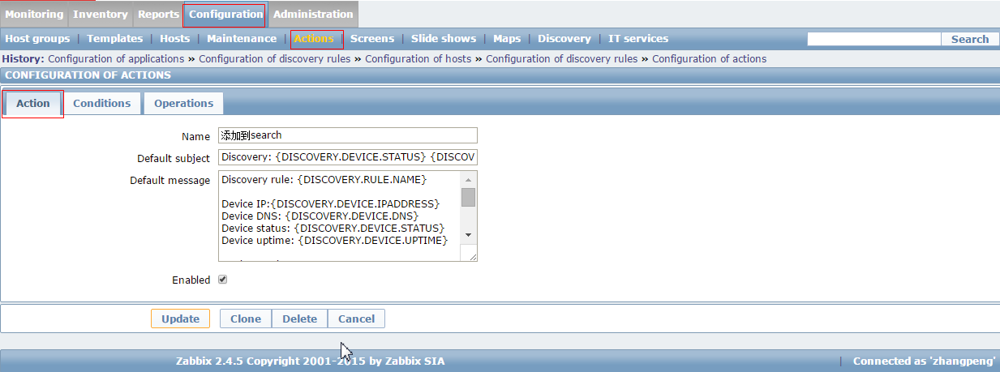 Monitoring Inventory Reports Configuration Administration
Host groups | Templates | Hosts | Maintenance | Actions | Screens | Slide shows | Maps | Discovery | IT services Search
History: Configuration of applications » Configuration of discovery rules » Configuration of hosts » Configuration of discovery rules » Configuration of actions
CONFIGURATION OF ACTIONS
Action Conditions Operations
Name 添加到search
Default subject Discovery: {DISCOVERY.DEVICE.STATUS} {DISCOV
Default message Discovery rule: {DISCOVERY.RULE.NAME}
Device IP:{DISCOVERY.DEVICE.IPADDRESS}
Device DNS: {DISCOVERY.DEVICE.DNS}
Device status: {DISCOVERY.DEVICE.STATUS}
Device uptime: {DISCOVERY.DEVICE.UPTIME}
Enabled
Update Clone Delete Cancel
Zabbix 2.4.5 Copyright 2001-2015 by Zabbix SIA | Connected as 'zhangpeng'